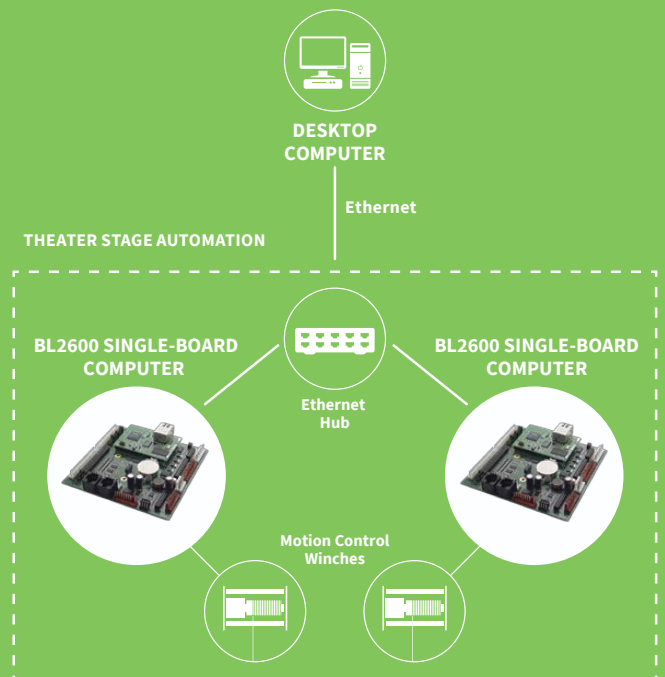 DESKTOP
COMPUTER
Ethernet
THEATER STAGE AUTOMATION
BL2600 SINGLE-BOARD
COMPUTER
BL2600 SINGLE-BOARD
COMPUTER
Ethernet
Hub
Motion Control
Winches